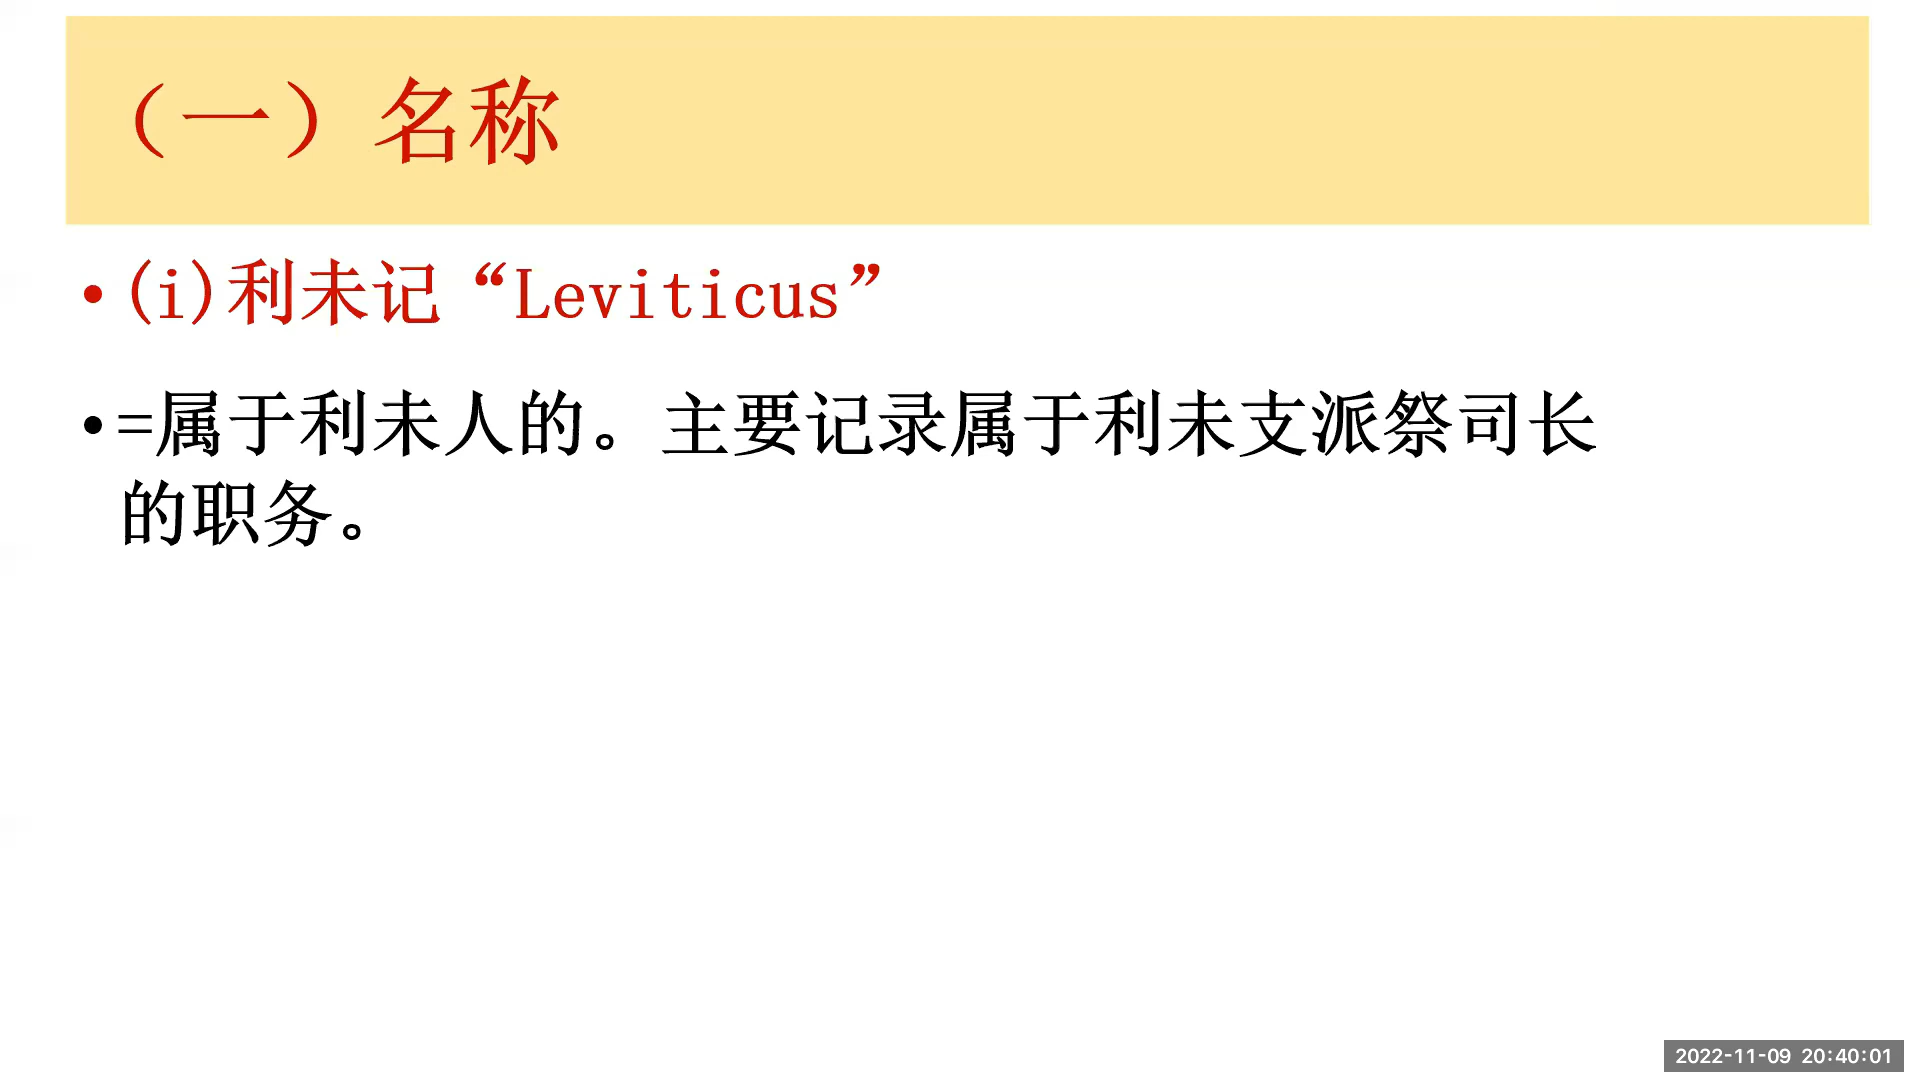 （一）名称
•(i)利未记“Leviticus”
•=属于利未人的。主要记录属于利未支派祭司长
的职务。
2022-11-09 20:40:01